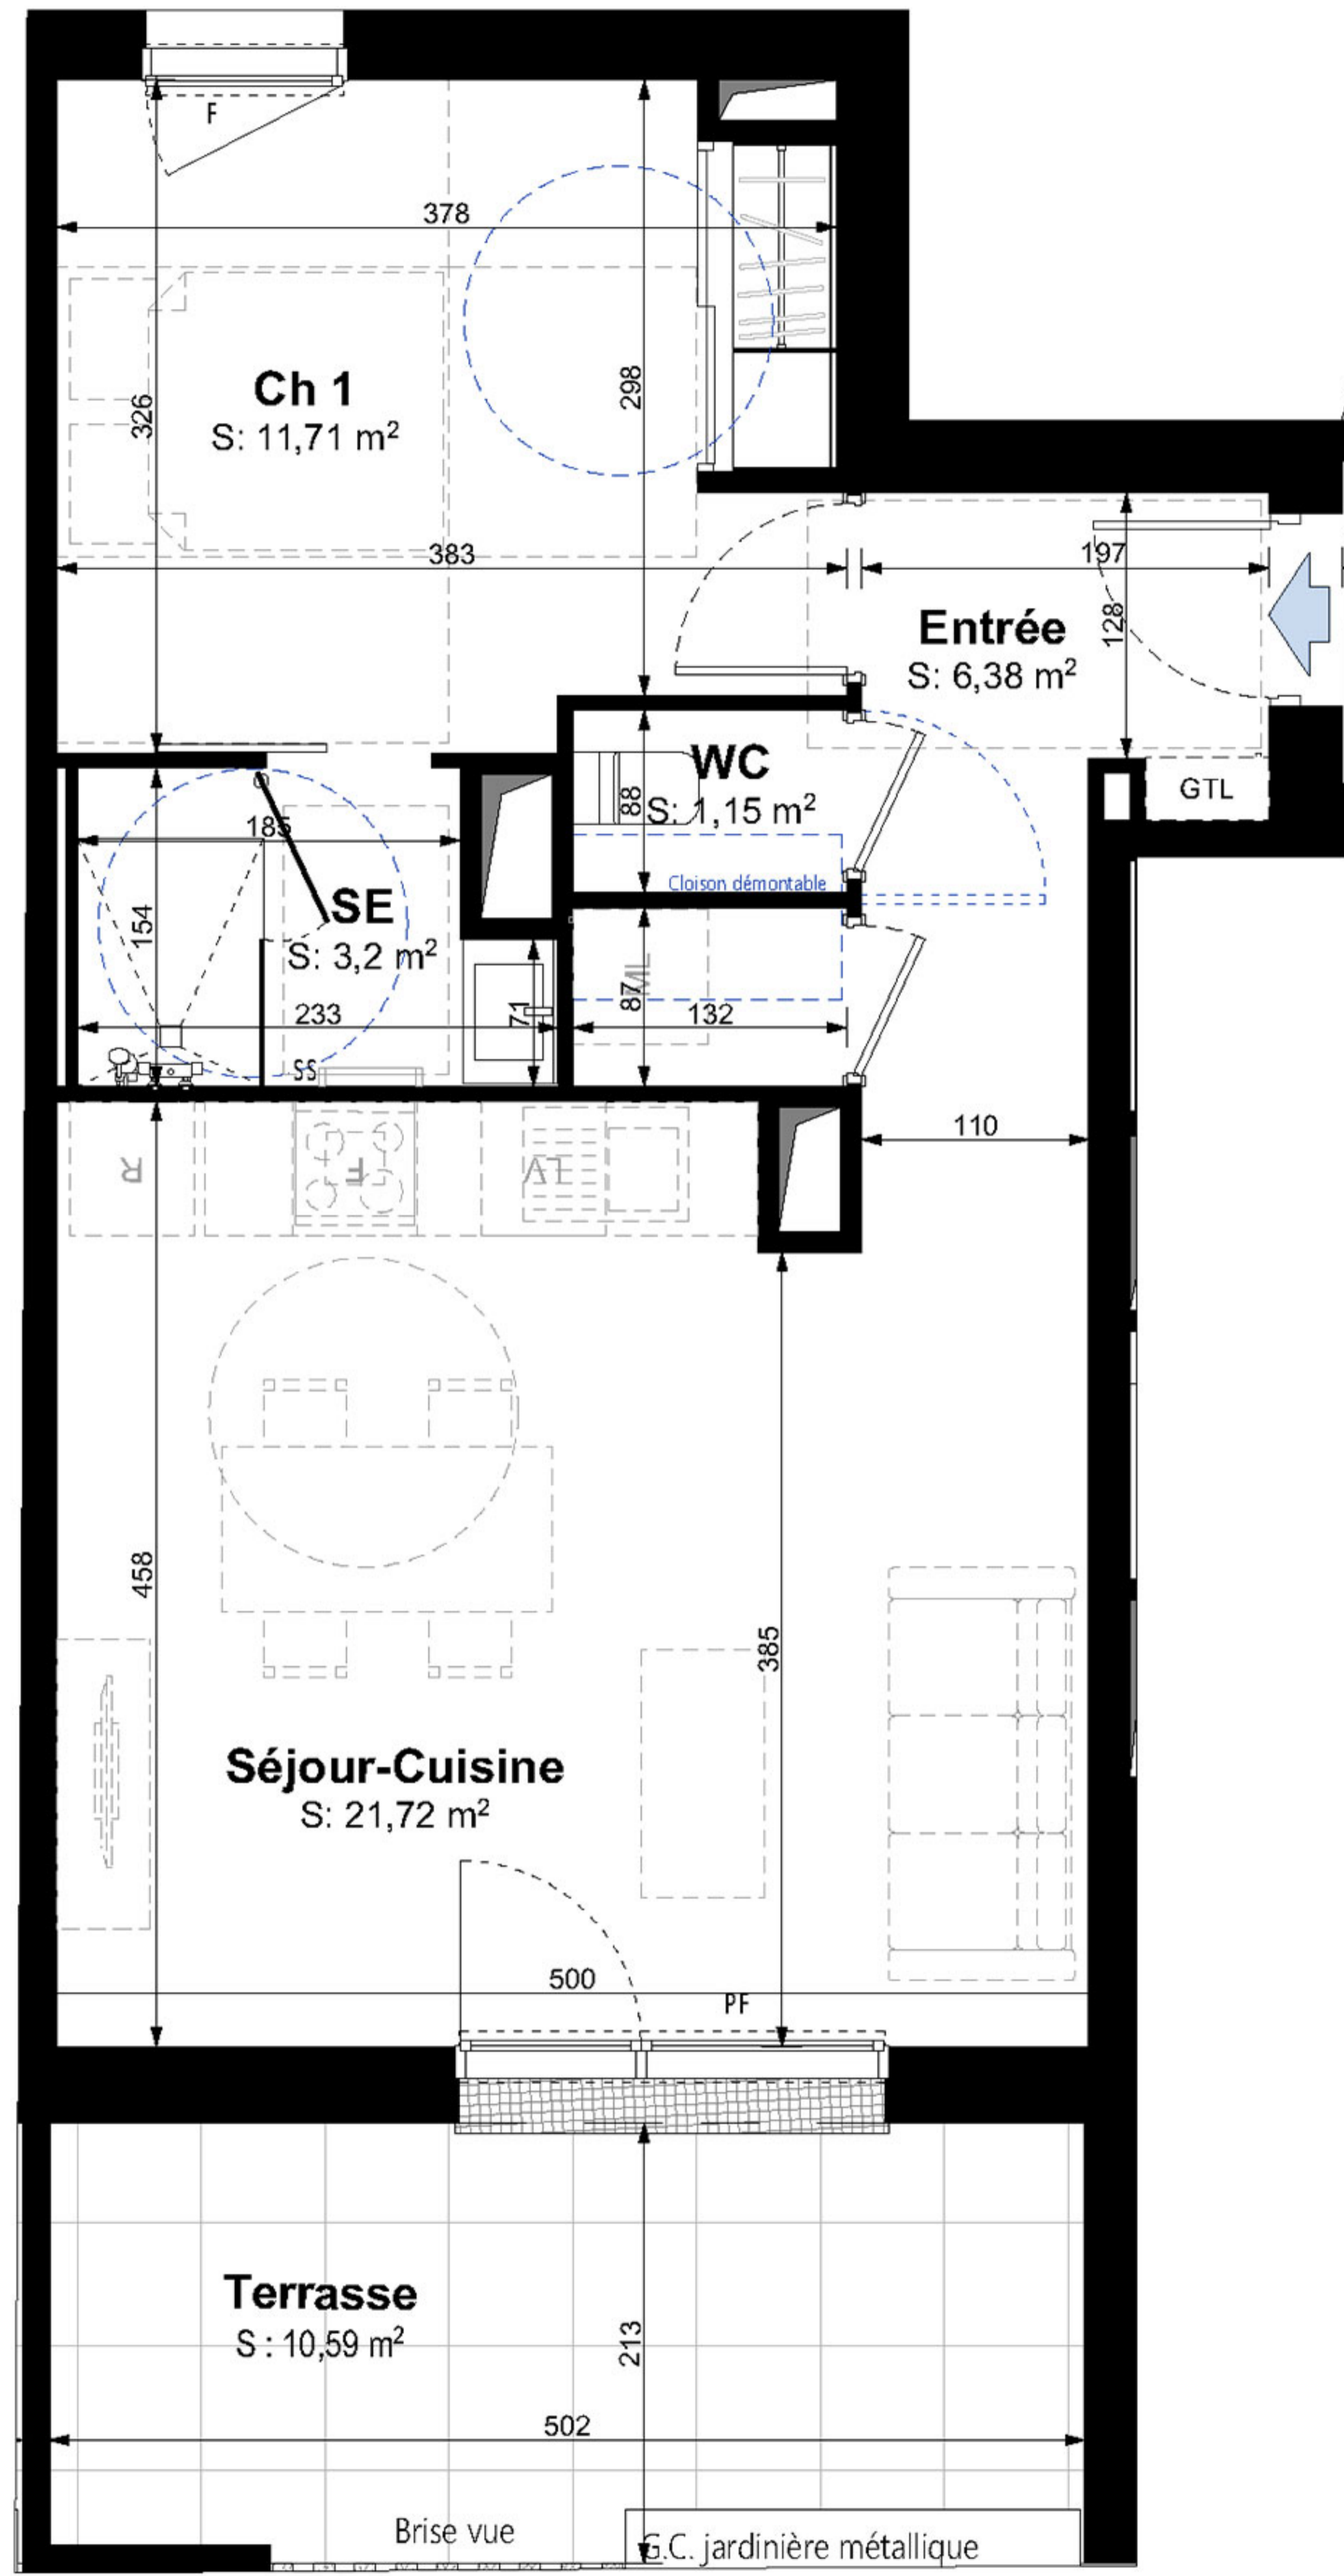 F
378
Ch 1
S: 11,71 m²
326
298
383
197
Entrée
S: 6,38 m²
128
WC
S: 1,15 m²
88
GTL
Cloison démontable
185
SE
S: 3,2 m²
154
ML
87
132
233
71
SS
110
R
F
LV
458
385
Séjour-Cuisine
S: 21,72 m²
500
PF
Terrasse
S : 10,59 m²
213
502
Brise vue
G.C. jardinière métallique